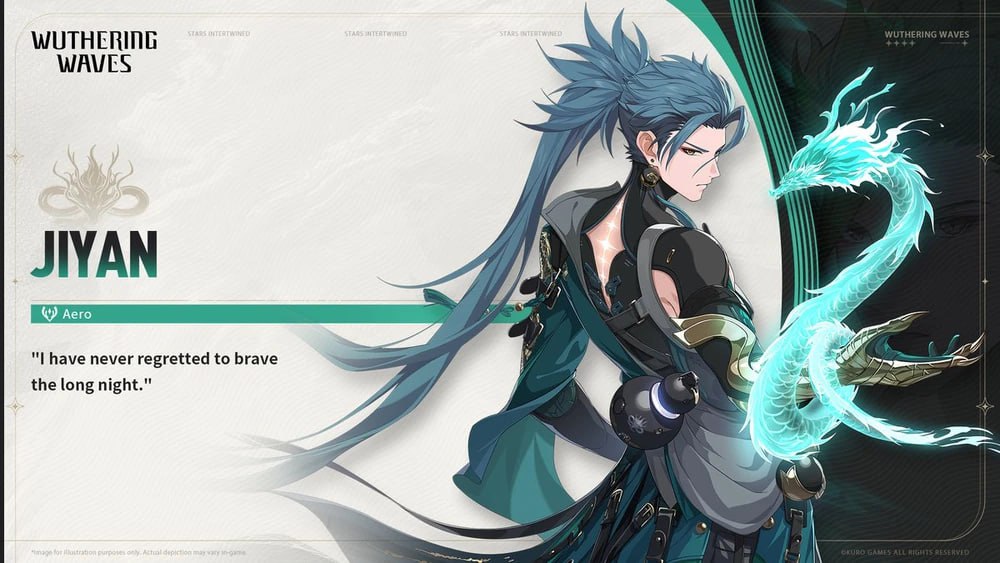 WUTHERING
WAVES
STARS INTERTWINED
STARS INTERTWINED
STARS INTERTWINED
WUTHERING WAVES
JIYAN
Aero
"I have never regretted to brave
the long night."
*Image for illustration purposes only. Actual depiction may vary in-game.
©KURO GAMES ALL RIGHTS RESERVED